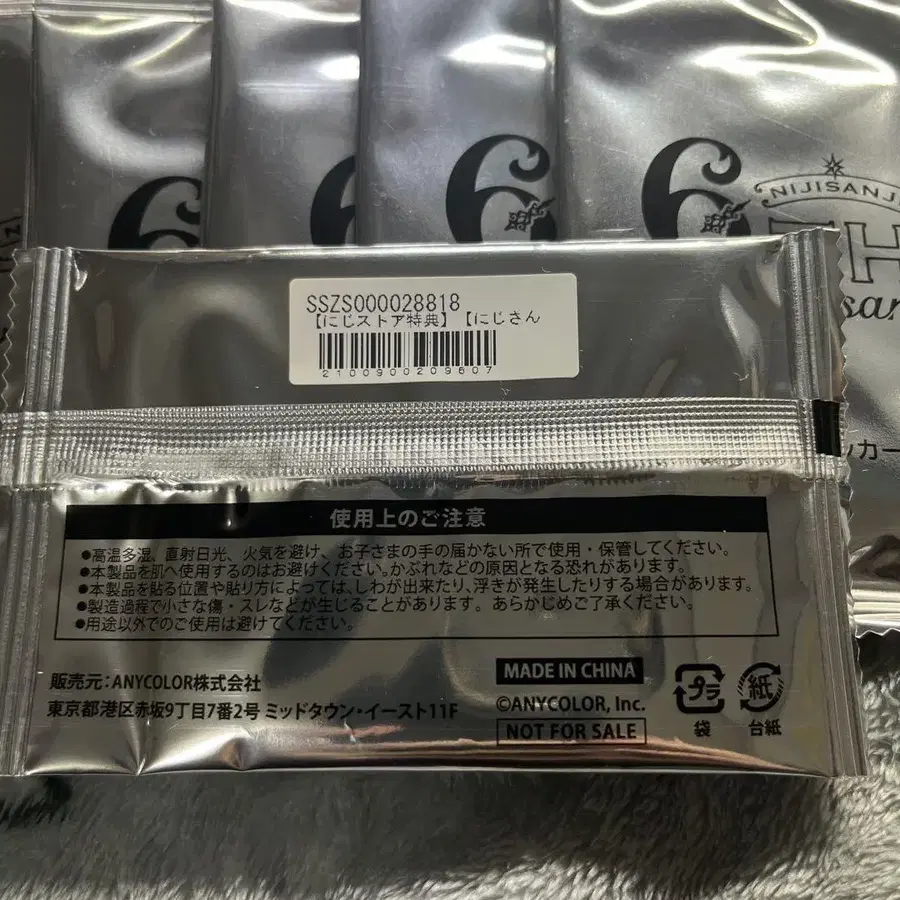 6
6
6
6
NIJISANJI
TH
SSZS000028818
【にじストア特典】【にじさん
2100900209607
ッカー
使用上のご注意
●高温多湿、直射日光、火気を避け、お子さまの手の届かない所で使用・保管してください。
●本製品を肌へ使用するのはお避けください。かぶれなどの原因となる恐れがあります。
●本製品を貼る位置や貼り方によっては、しわが出来たり、浮きが発生したりする場合があります。
●製造過程で小さな傷・スレなどが生じることがあります。あらかじめご了承ください。
●用途以外でのご使用は避けてください。
販売元:ANYCOLOR株式会社
東京都港区赤坂9丁目7番2号 ミッドタウン・イースト11F
MADE IN CHINA
©ANYCOLOR, Inc.
NOT FOR SALE
プラ
袋
紙
台紙